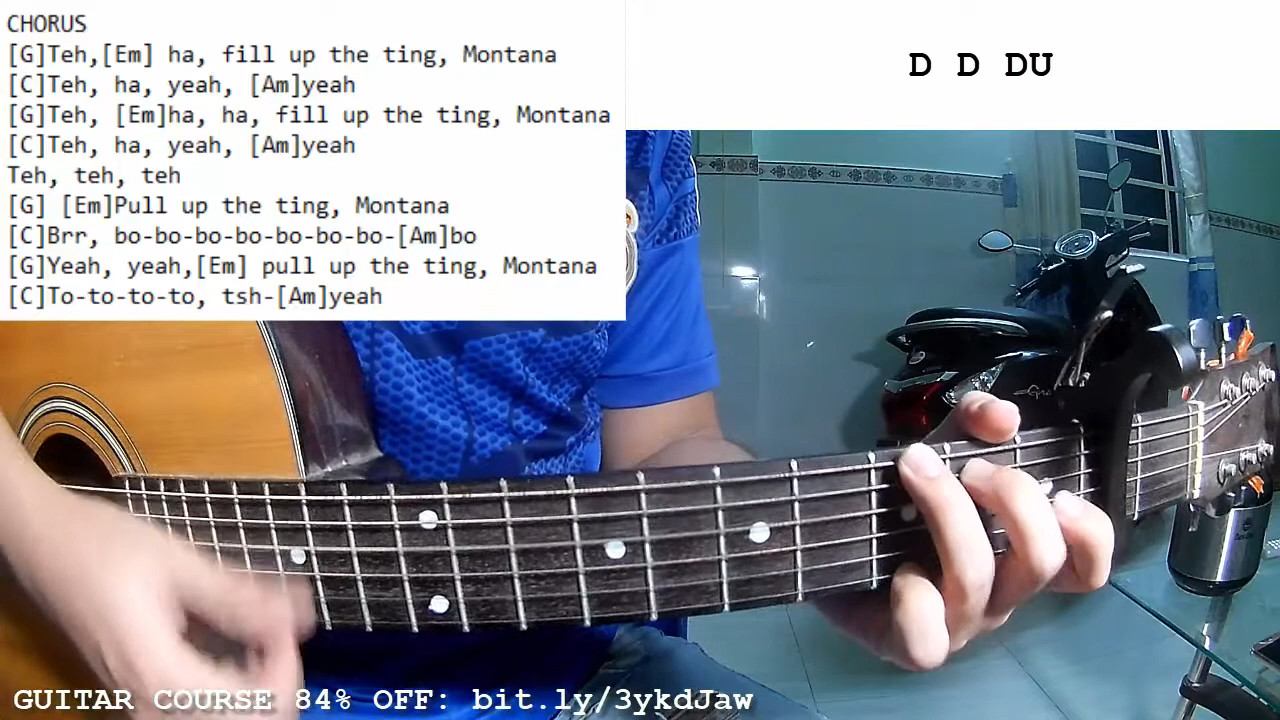 CHORUS
[G]Teh,[Em] ha, fill up the ting, Montana
[C]Teh, ha, yeah, [Am]yeah
[G]Teh, [Em]ha, ha, fill up the ting, Montana
[C]Teh, ha, yeah, [Am]yeah
Teh, teh, teh
[G] [Em]Pull up the ting, Montana
[C]Brr, bo-bo-bo-bo-bo-bo-bo-[Am]bo
[G]Yeah, yeah,[Em] pull up the ting, Montana
[C]To-to-to-to, tsh-[Am]yeah
D D DU
GUITAR COURSE 84% OFF: bit.ly/3ykdJaw